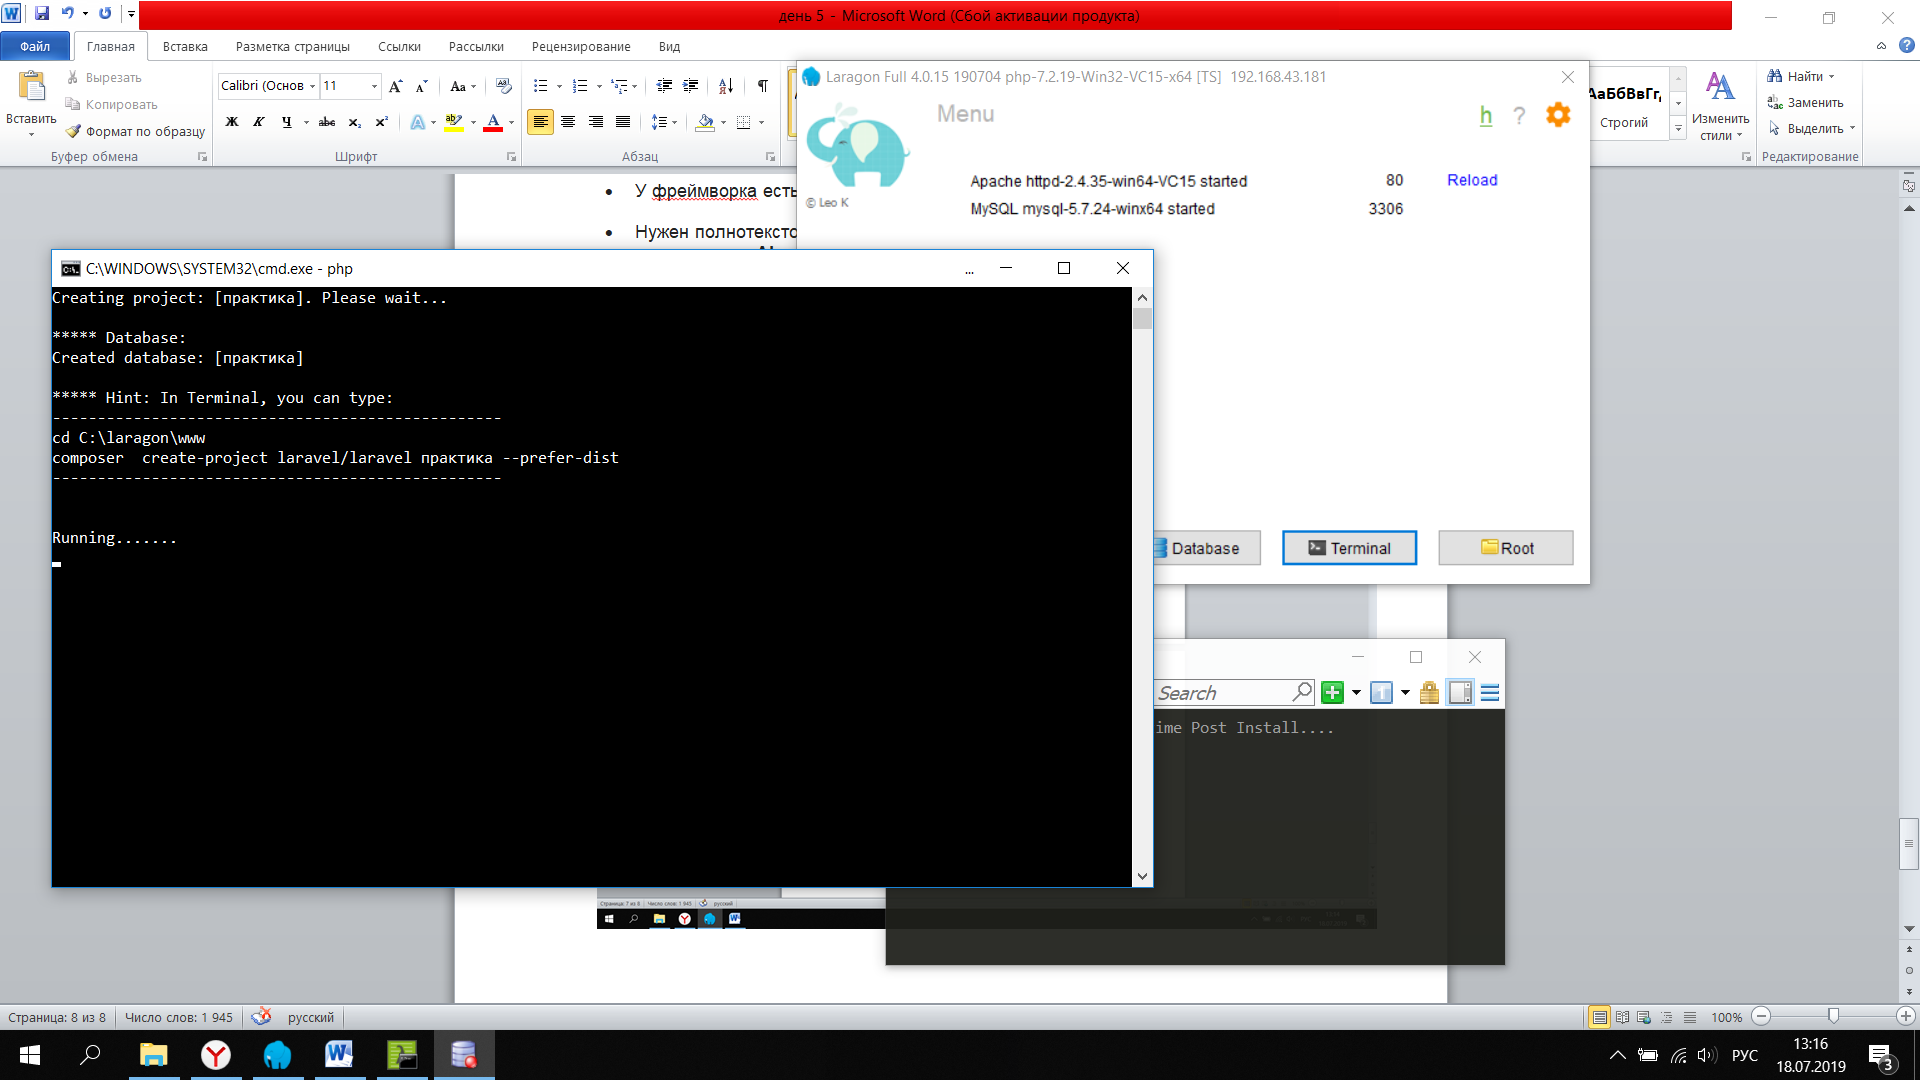 день 5 - Microsoft Word (Сбой активации продукта)
Файл
Главная
Вставка
Разметка страницы
Ссылки
Рассылки
Рецензирование
Вид
Вставить
Вырезать
Копировать
Формат по образцу
Буфер обмена
Calibri (Основ
11
Шрифт
Абзац
АаБбВвГг,
Строгий
Изменить стили
Найти
Заменить
Выделить
Редактирование
Laragon Full 4.0.15 190704 php-7.2.19-Win32-VC15-x64 [TS] 192.168.43.181
Menu
h ?
© Leo K
Apache httpd-2.4.35-win64-VC15 started 80 Reload
MySQL mysql-5.7.24-winx64 started 3306
Database
Terminal
Root
• У фреймворка есть
• Нужен полнотексто
C:\WINDOWS\SYSTEM32\cmd.exe - php
...
Creating project: [практика]. Please wait...
***** Database:
Created database: [практика]
***** Hint: In Terminal, you can type:
--------------------------------------------------
cd C:\laragon\www
composer  create-project laravel/laravel практика --prefer-dist
--------------------------------------------------
Running.......
Search
ime Post Install....
Страница: 8 из 8
Число слов: 1 945
русский
100%
РУС
13:16
18.07.2019
3